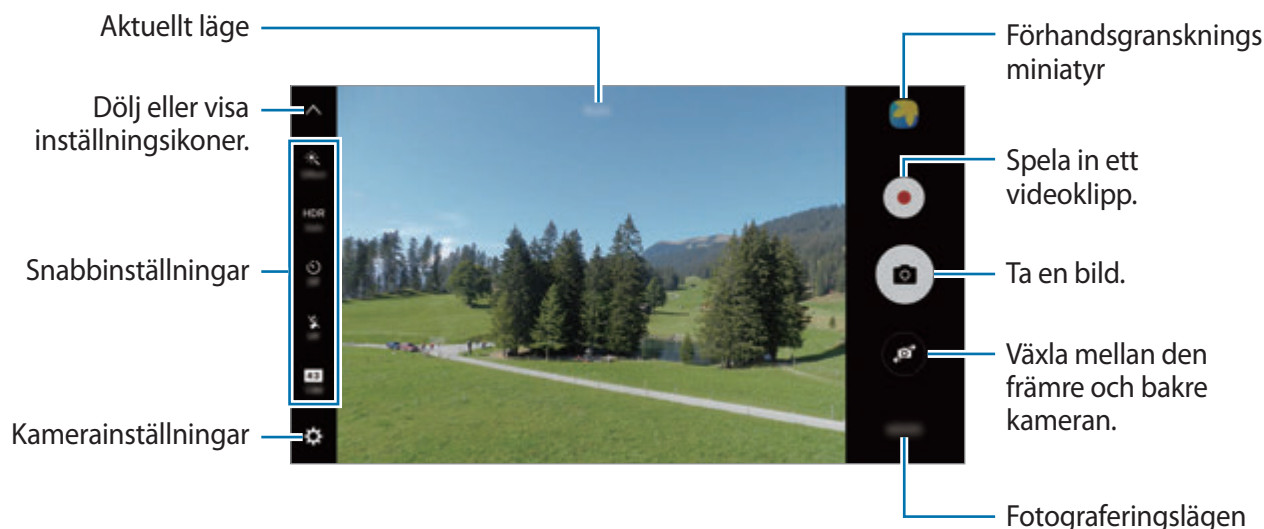 Aktuellt läge
Dölj eller visa
inställningsikoner.
Snabbinställningar
Kamerainställningar
HDR
Förhandsgransknings
miniatyr
Spela in ett
videoklipp.
Ta en bild.
Växla mellan den
främre och bakre
kameran.
Fotograferingslägen